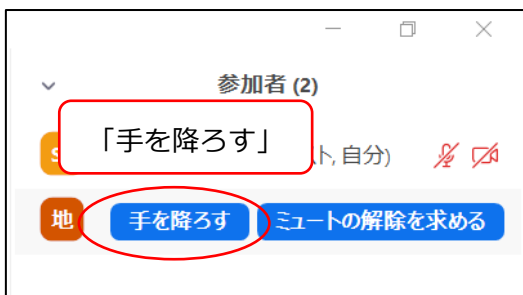 参加者 (2)
「手を降ろす」
ト, 自分)
地
手を降ろす
ミュートの解除を求める